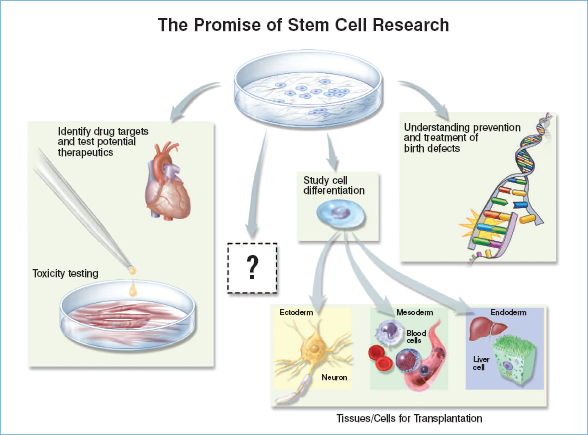 The Promise of Stem Cell Research
Identify drug targets
and test potential
therapeutics
Toxicity testing
?
Study cell
differentiation
Understanding prevention
and treatment of
birth defects
Ectoderm
Neuron
Mesoderm
Blood
cells
Endoderm
Liver
cell
Tissues/Cells for Transplantation